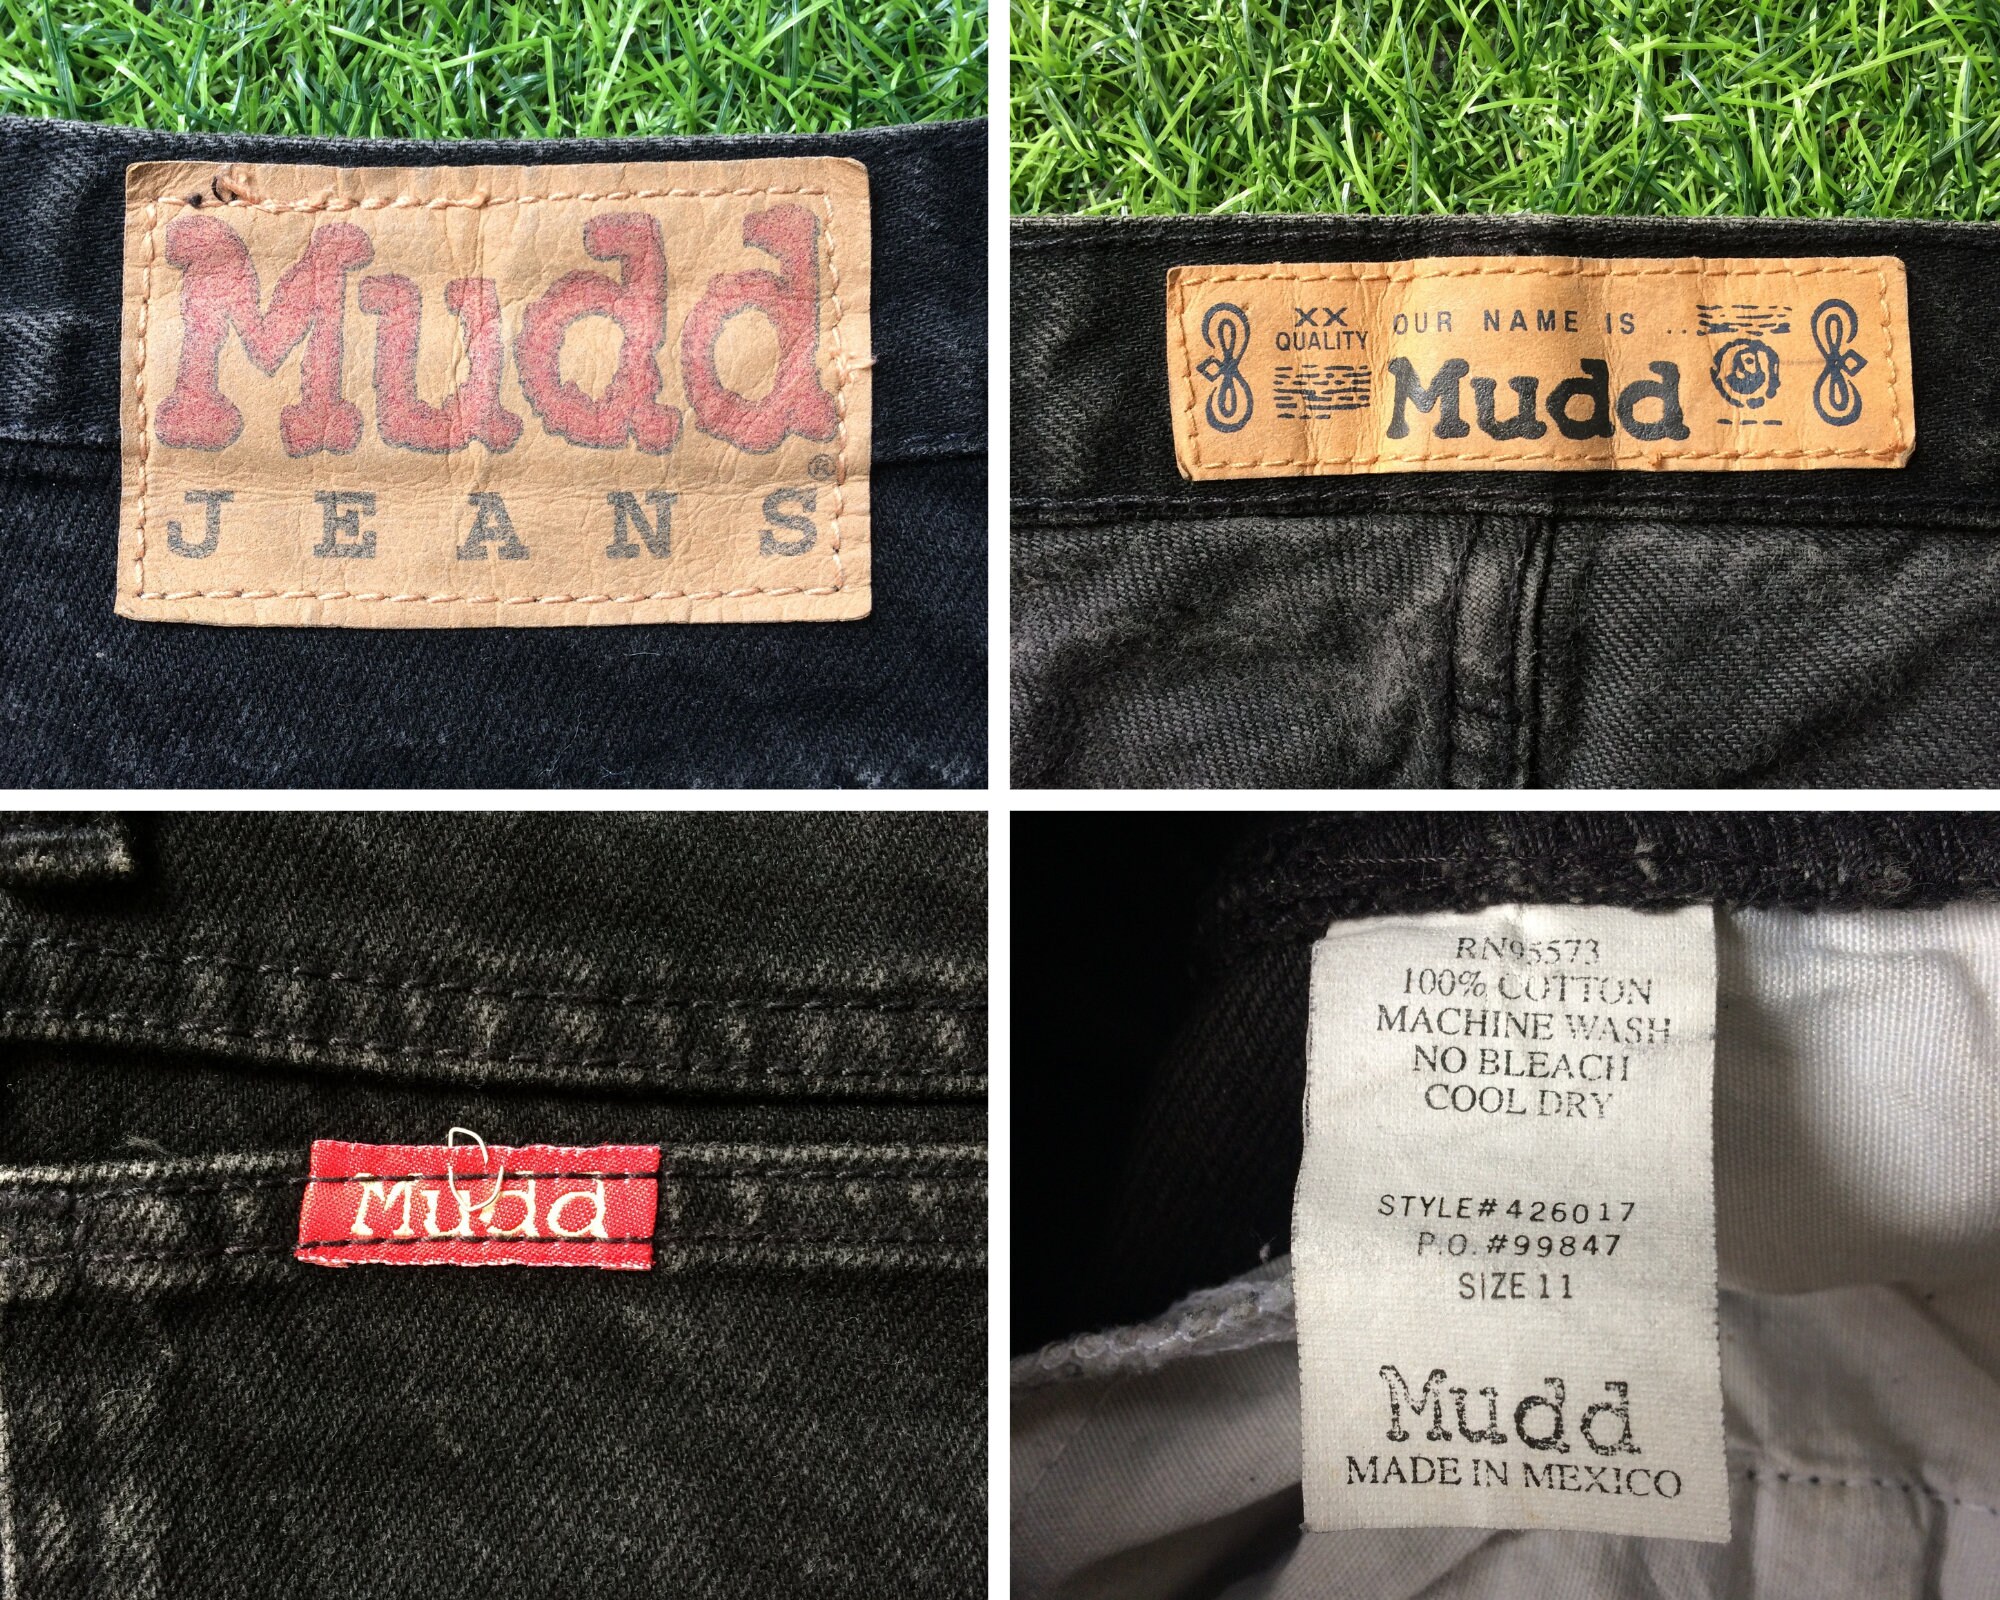 Mudd®
JEANS
XX
QUALITY
OUR NAME IS ...
Mudd
Mudd
RN95573
100% COTTON
MACHINE WASH
NO BLEACH
COOL DRY
STYLE# 426017
P.O. #99847
SIZE 11
Mudd
MADE IN MEXICO